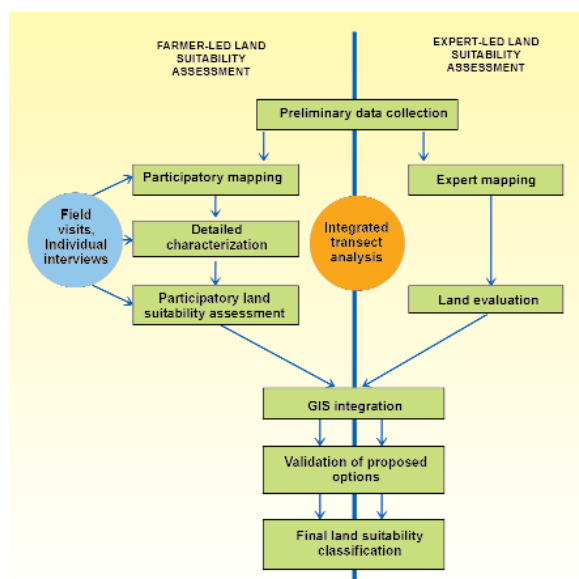 FARMER-LED LAND
SUITABILITY
ASSESSMENT
EXPERT-LED LAND
SUITABILITY
ASSESSMENT
Preliminary data collection
Participatory mapping
Expert mapping
Field
visits,
Individual
interviews
Detailed
characterization
Integrated
transect
analysis
Participatory land
suitability assessment
Land evaluation
GIS integration
Validation of proposed
options
Final land suitability
classification